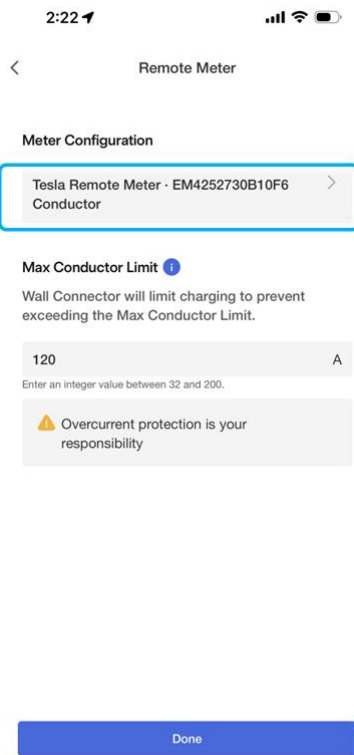 2:22
Remote Meter
Meter Configuration
Tesla Remote Meter · EM4252730B10F6
Conductor
Max Conductor Limit i
Wall Connector will limit charging to prevent
exceeding the Max Conductor Limit.
120 A
Enter an integer value between 32 and 200.
Overcurrent protection is your
responsibility
Done